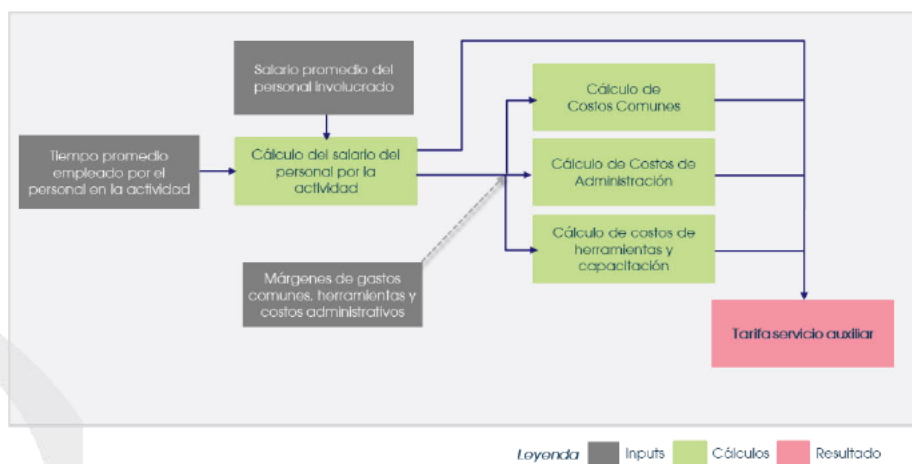 Salario promedio del
personal involucrado
Tiempo promedio
empleado por el
personal en la actividad
Cálculo del salario del
personal por la
actividad
Márgenes de gastos
comunes, herramientas y
costos administrativos
Cálculo de
Costos Comunes
Cálculo de Costos de
Administración
Cálculo de costos de
herramientas y
capacitación
Tarifa servicio auxiliar
Leyenda
Inputs
Cálculos
Resultado